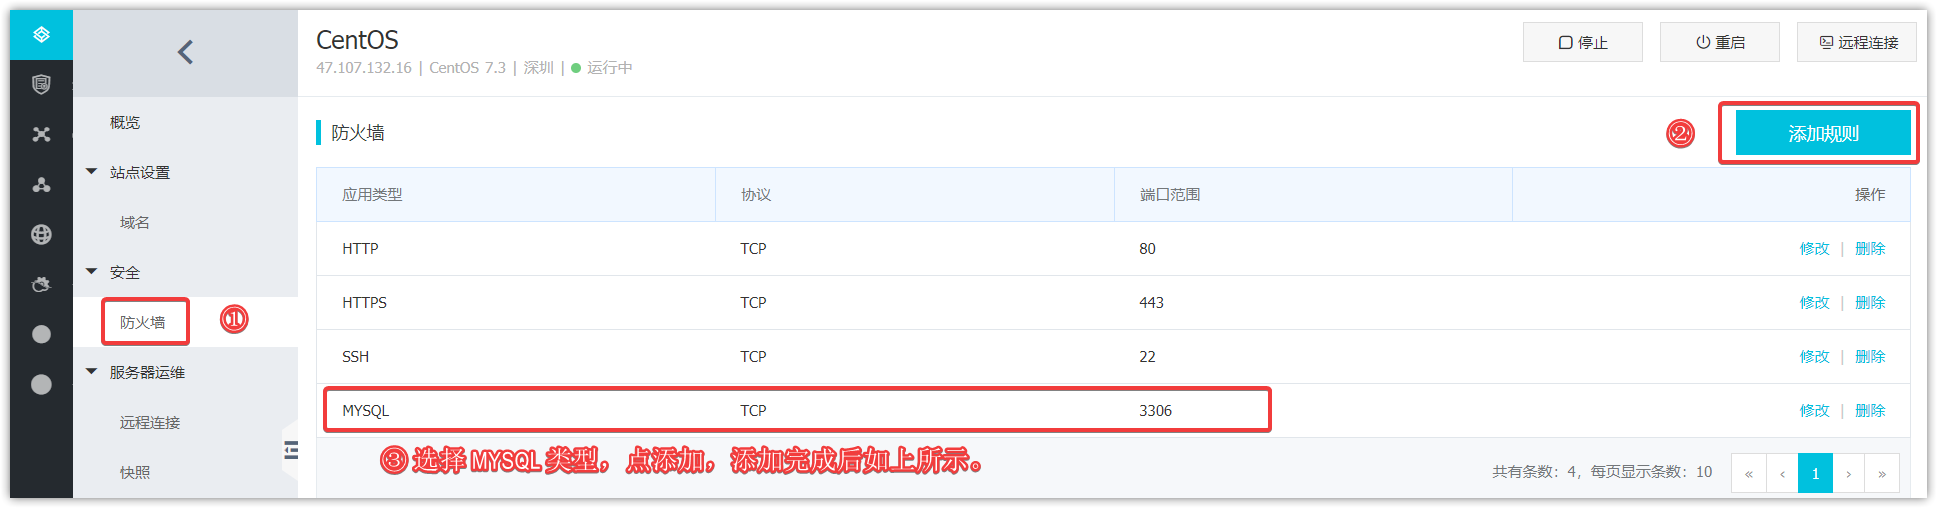 CentOS
47.107.132.16 | CentOS 7.3 | 深圳 | 运行中
停止
重启
远程连接
概览
站点设置
域名
安全
防火墙
①
服务器运维
远程连接
快照
防火墙
②
添加规则
应用类型 协议 端口范围 操作
HTTP TCP 80 修改 | 删除
HTTPS TCP 443 修改 | 删除
SSH TCP 22 修改 | 删除
MYSQL TCP 3306 修改 | 删除
③ 选择 MYSQL 类型，点添加，添加完成后如上所示。
共有条数：4，每页显示条数：10 « ‹ 1 › »